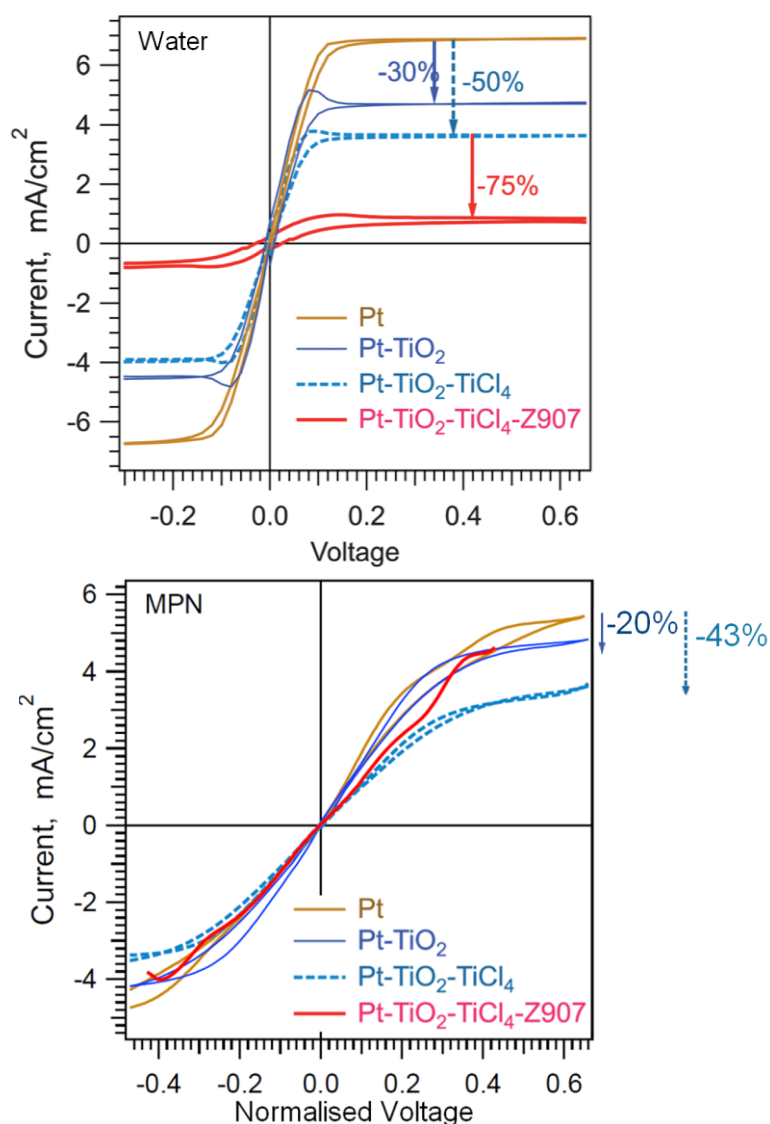 Water
6
4
2
0
-2
-4
-6
Current, mA/cm²
-30%
-50%
-75%
Pt
Pt-TiO₂
Pt-TiO₂-TiCl₄
Pt-TiO₂-TiCl₄-Z907
-0.2 0.0 0.2 0.4 0.6
Voltage
MPN
6
4
2
0
-2
-4
Current, mA/cm²
-20%
-43%
Pt
Pt-TiO₂
Pt-TiO₂-TiCl₄
Pt-TiO₂-TiCl₄-Z907
-0.4 -0.2 0.0 0.2 0.4 0.6
Normalised Voltage